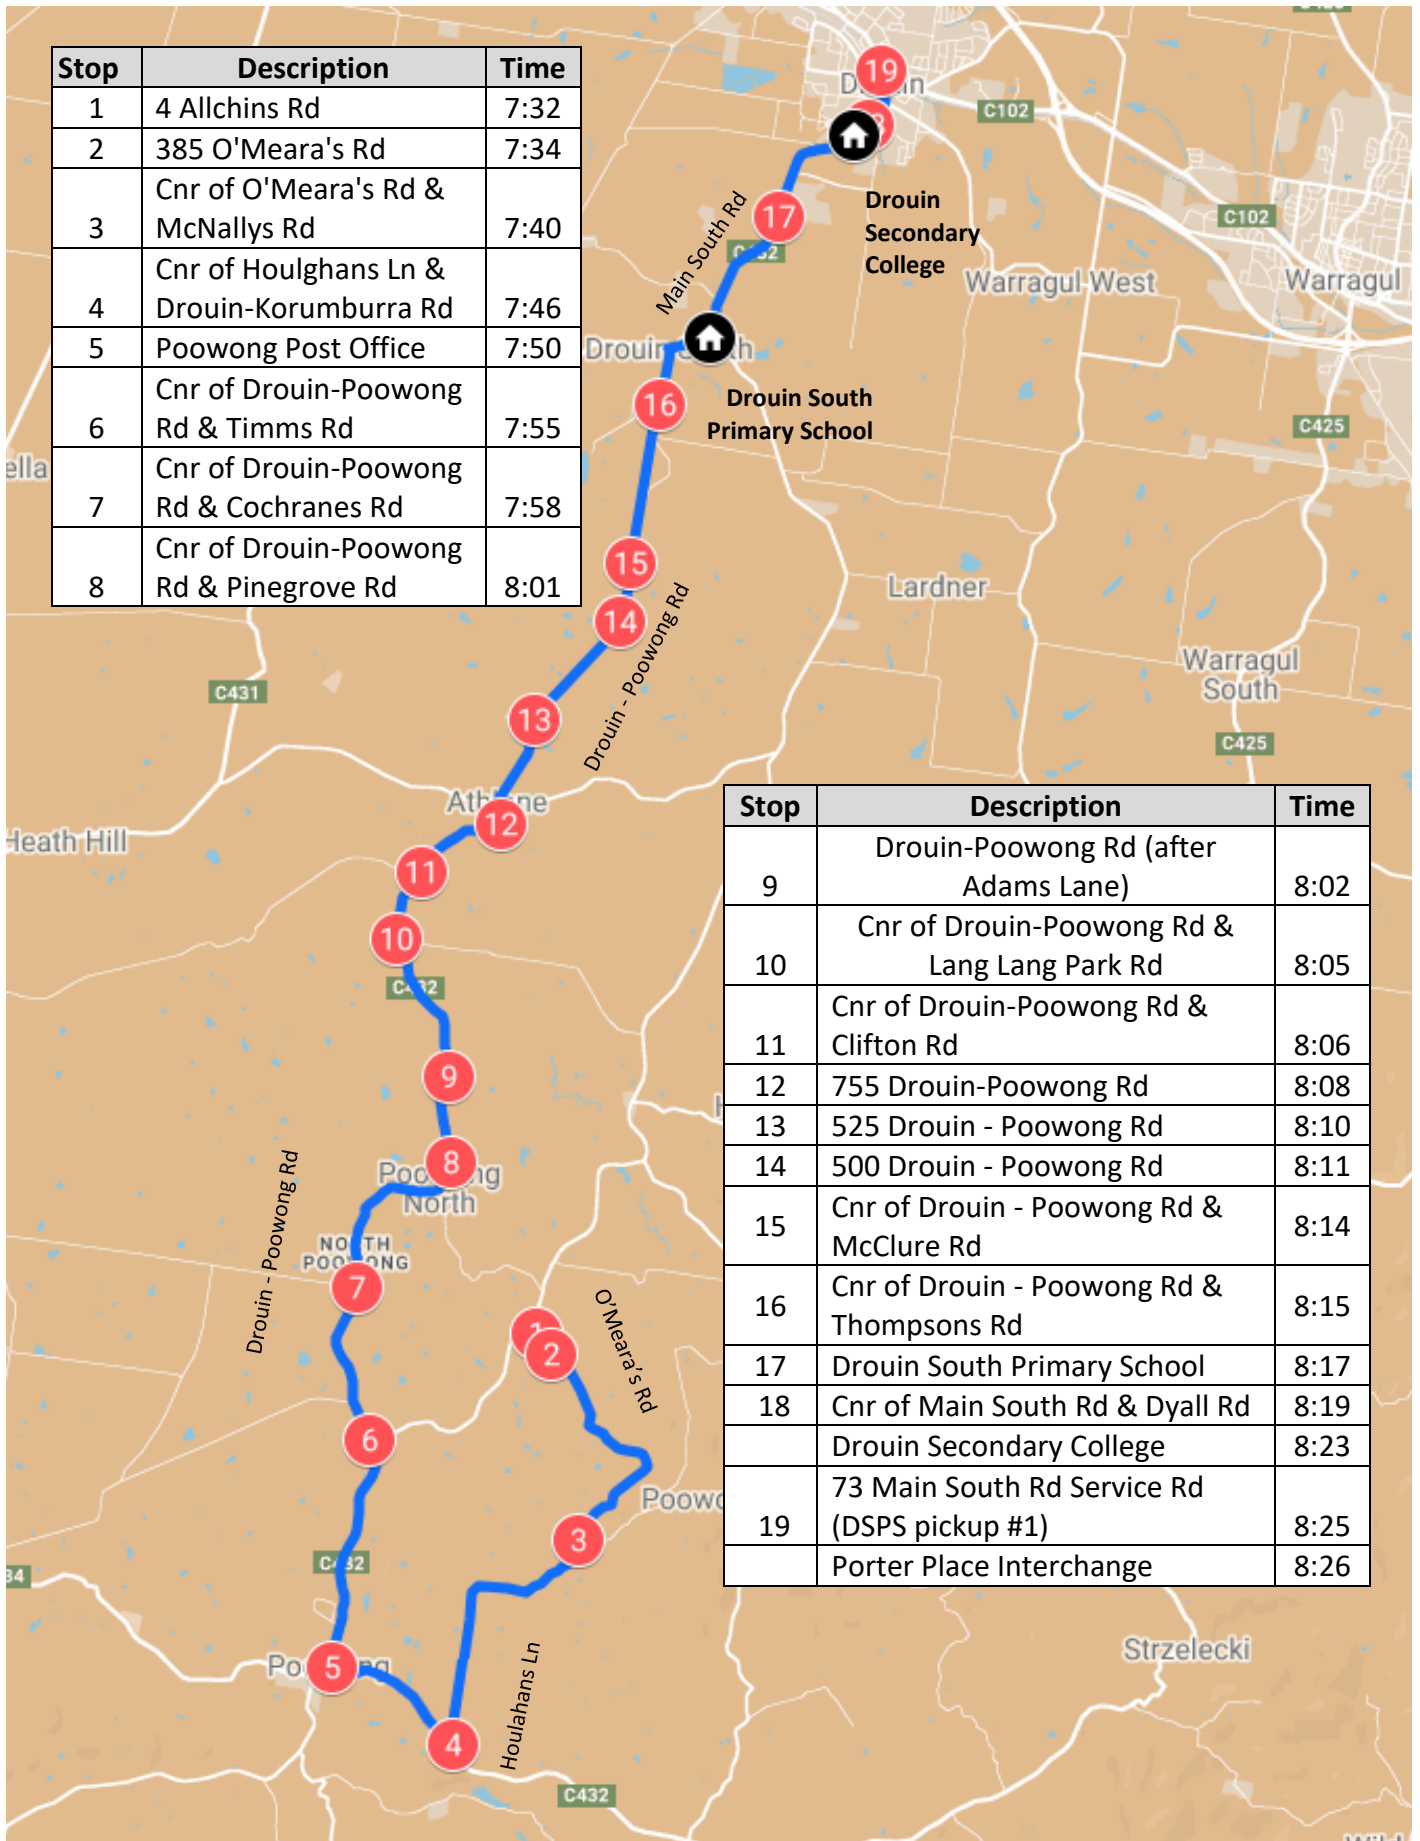 Stop Description Time
1 4 Allchins Rd 7:32
2 385 O'Meara's Rd 7:34
3 Cnr of O'Meara's Rd &
McNallys Rd 7:40
4 Cnr of Houlghans Ln &
Drouin-Korumburra Rd 7:46
5 Poowong Post Office 7:50
6 Cnr of Drouin-Poowong
Rd & Timms Rd 7:55
7 Cnr of Drouin-Poowong
Rd & Cochranes Rd 7:58
8 Cnr of Drouin-Poowong
Rd & Pinegrove Rd 8:01
19
C102
Drouin
Secondary
College
C102
17
Main South Rd
Warragul West
Warragul
16
Drouin South
Primary School
C425
ella
15
Lardner
14
Drouin - Poowong Rd
Warragul
South
C431
13
C425
12
Heath Hill
11
10
Stop Description Time
9 Drouin-Poowong Rd (after
Adams Lane) 8:02
10 Cnr of Drouin-Poowong Rd &
Lang Lang Park Rd 8:05
11 Cnr of Drouin-Poowong Rd &
Clifton Rd 8:06
12 755 Drouin-Poowong Rd 8:08
13 525 Drouin - Poowong Rd 8:10
14 500 Drouin - Poowong Rd 8:11
15 Cnr of Drouin - Poowong Rd &
McClure Rd 8:14
16 Cnr of Drouin - Poowong Rd &
Thompsons Rd 8:15
17 Drouin South Primary School 8:17
18 Cnr of Main South Rd & Dyall Rd 8:19
Drouin Secondary College 8:23
19 73 Main South Rd Service Rd
(DSPS pickup #1) 8:25
Porter Place Interchange 8:26
9
8
North
Drouin - Poowong Rd
7
1
2
O'Meara's Rd
6
Poowo
3
34
5
Houlahans Ln
4
Strzelecki
C432